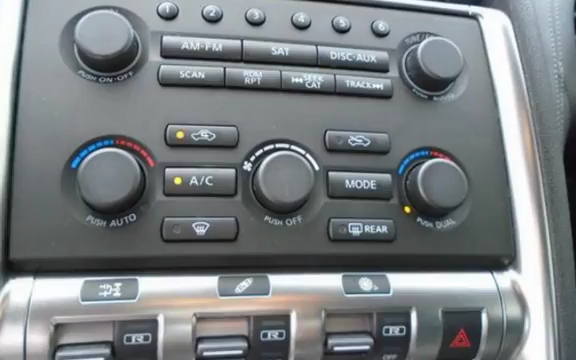 1 2 3 4 5 6
AM·FM SAT DISC·AUX
PUSH ON·OFF
SCAN RDM RPT SEEK CAT TRACK
A/C MODE
PUSH AUTO PUSH OFF PUSH DUAL
REAR
R R R
OFF